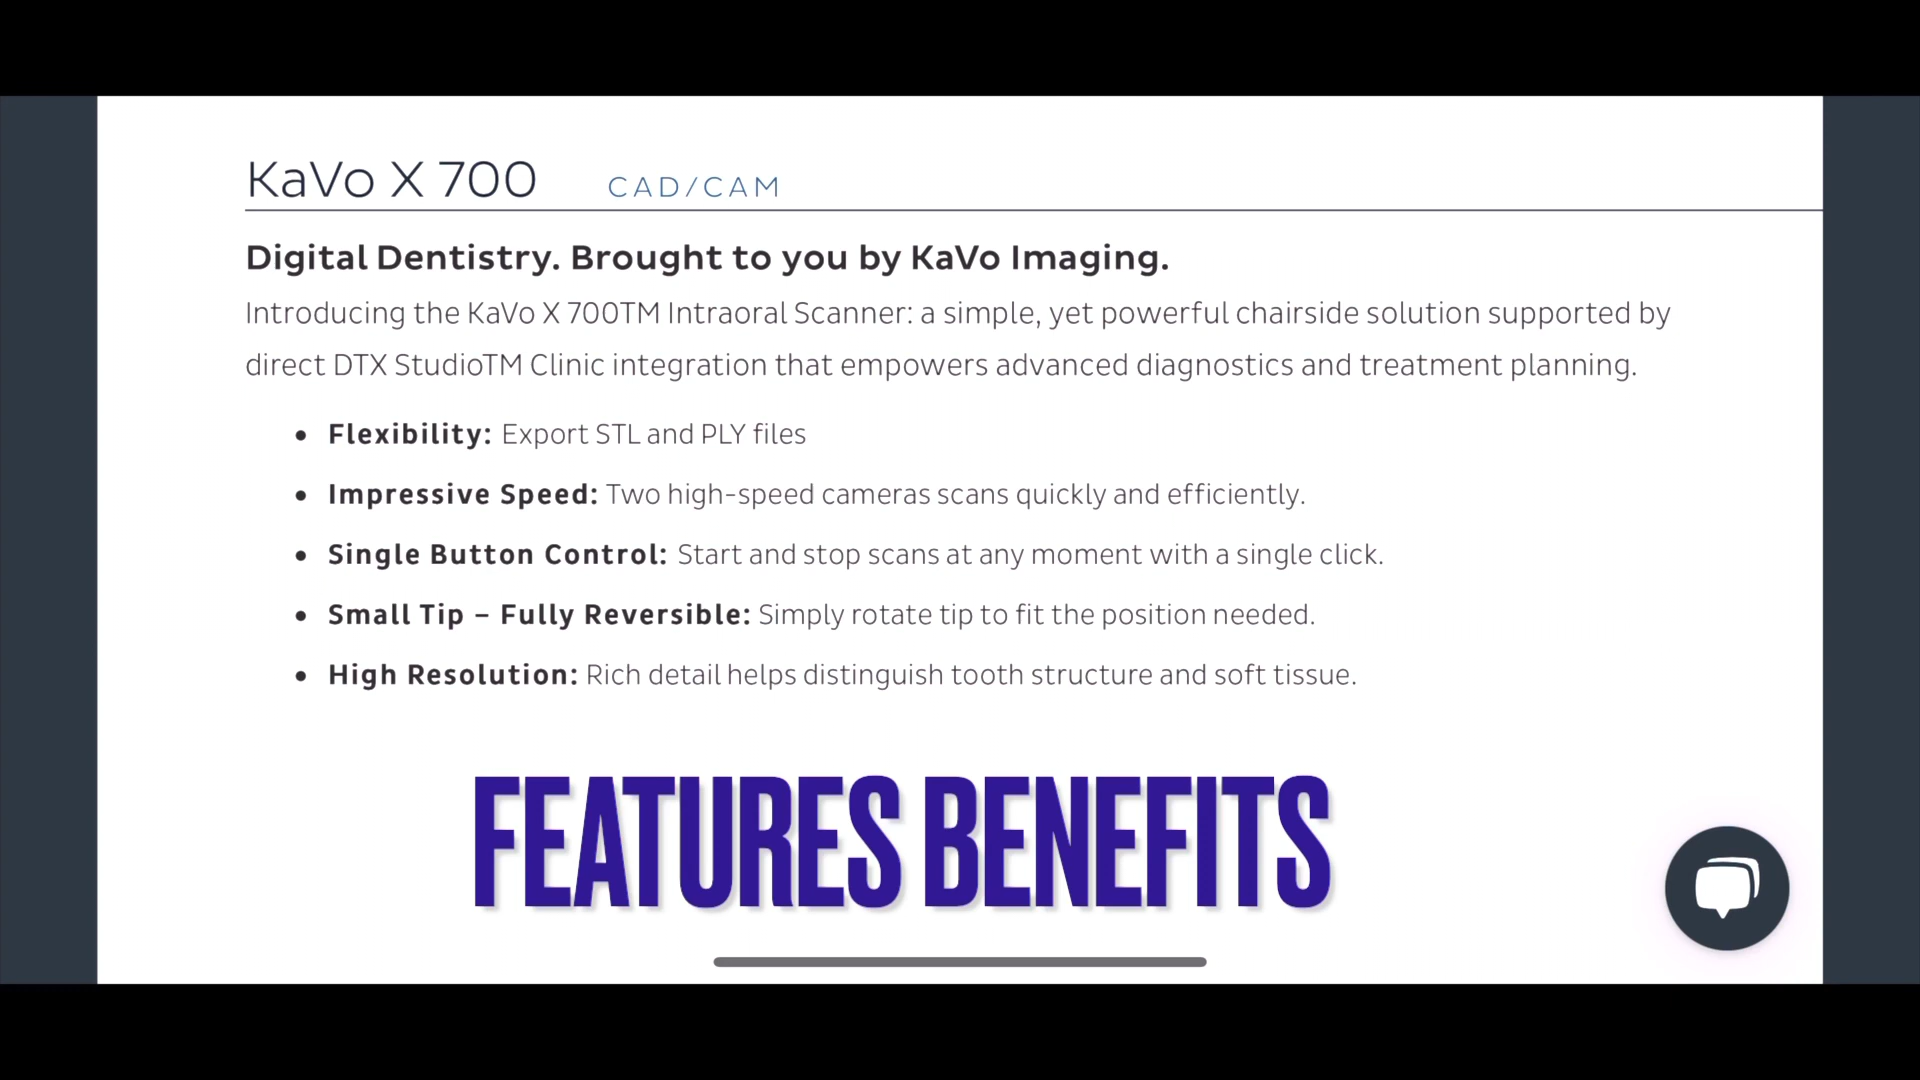 KaVo X 700 CAD/CAM
Digital Dentistry. Brought to you by KaVo Imaging.
Introducing the KaVo X 700TM Intraoral Scanner: a simple, yet powerful chairside solution supported by
direct DTX StudioTM Clinic integration that empowers advanced diagnostics and treatment planning.
• Flexibility: Export STL and PLY files
• Impressive Speed: Two high-speed cameras scans quickly and efficiently.
• Single Button Control: Start and stop scans at any moment with a single click.
• Small Tip – Fully Reversible: Simply rotate tip to fit the position needed.
• High Resolution: Rich detail helps distinguish tooth structure and soft tissue.
FEATURES BENEFITS